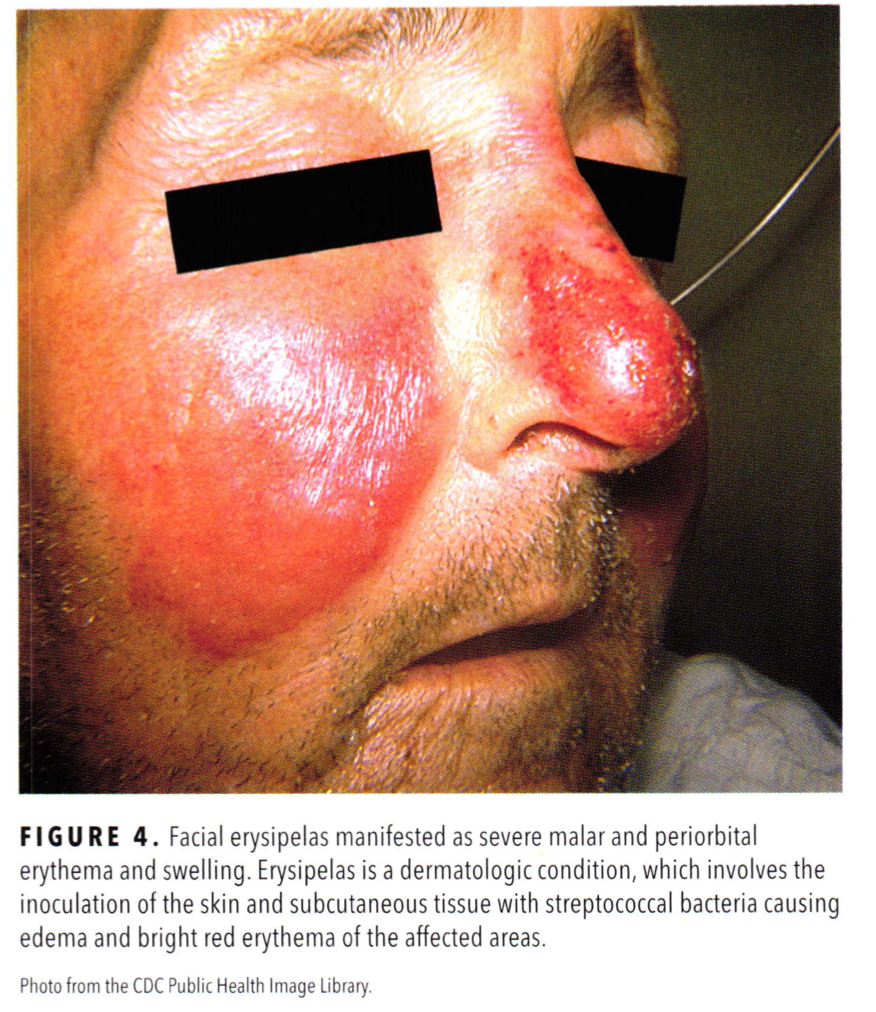 FIGURE 4. Facial erysipelas manifested as severe malar and periorbital
erythema and swelling. Erysipelas is a dermatologic condition, which involves the
inoculation of the skin and subcutaneous tissue with streptococcal bacteria causing
edema and bright red erythema of the affected areas.
Photo from the CDC Public Health Image Library.